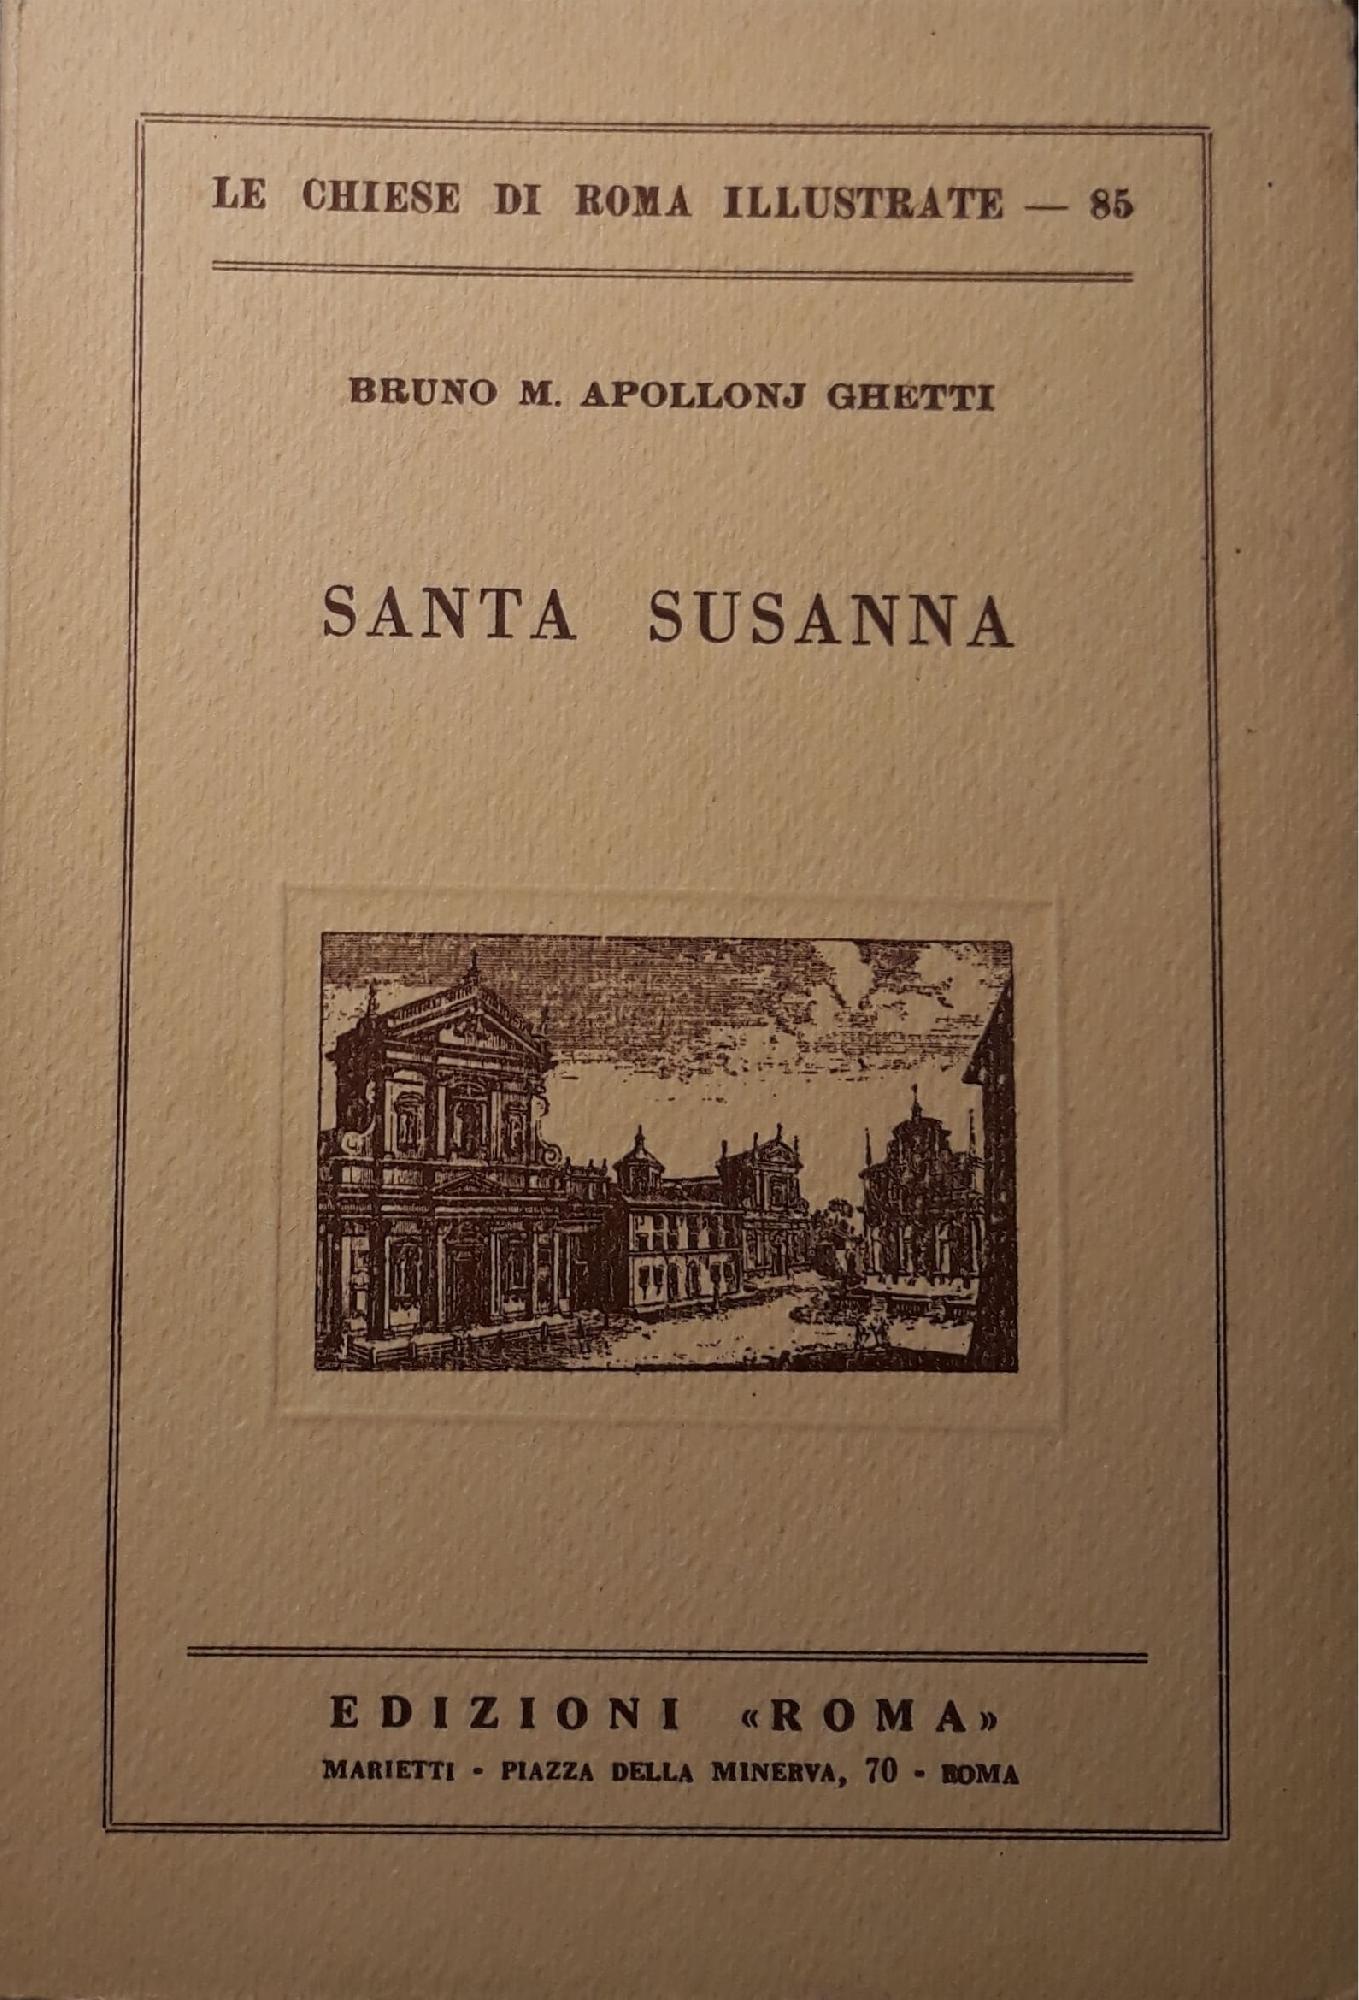 LE CHIESE DI ROMA ILLUSTRATE — 85
BRUNO M. APOLLONJ GHETTI
SANTA SUSANNA
EDIZIONI «ROMA»
MARIETTI - PIAZZA DELLA MINERVA, 70 - ROMA